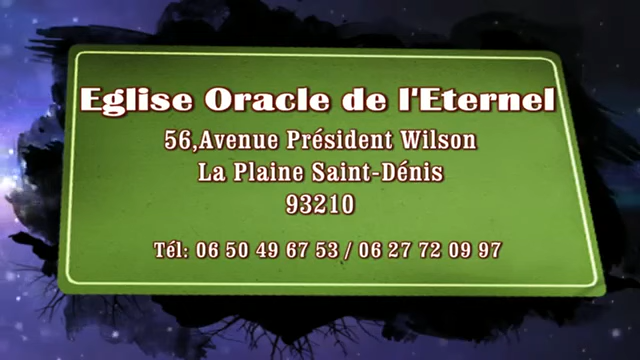 Eglise Oracle de l'Eternel
56,Avenue Président Wilson
La Plaine Saint-Dénis
93210
Tél: 06 50 49 67 53 / 06 27 72 09 97